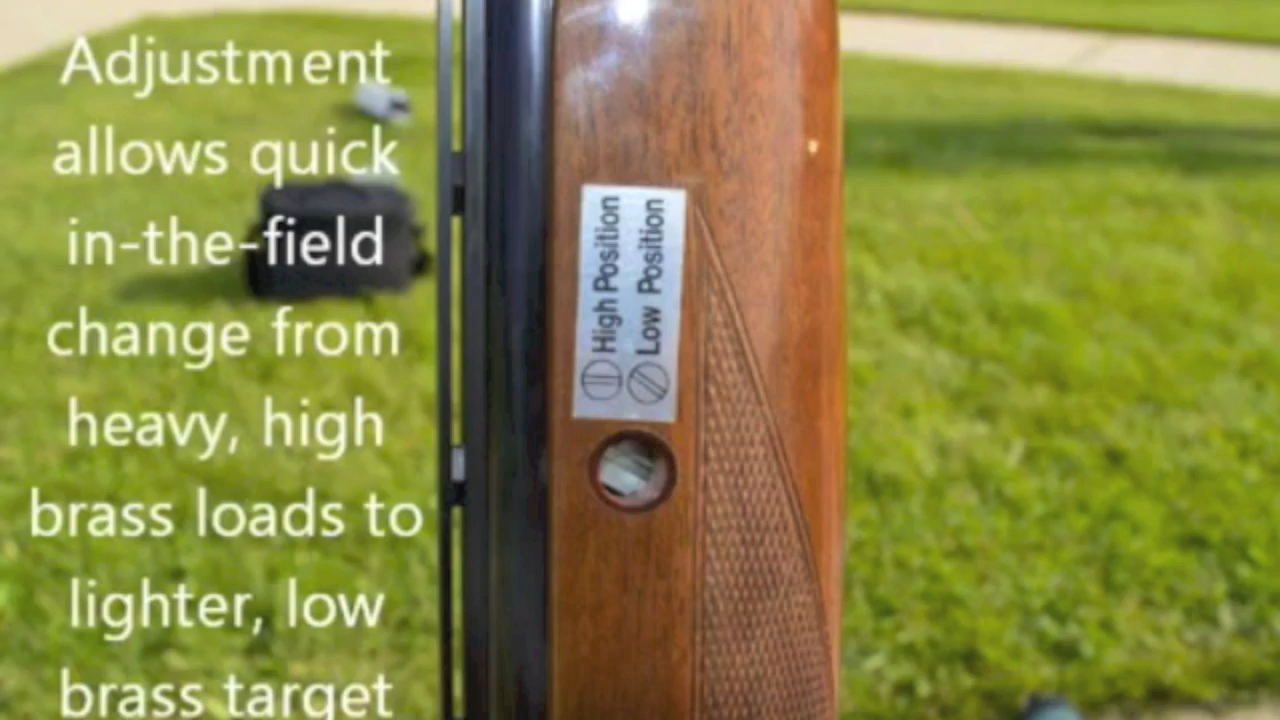 Adjustment
allows quick
in-the-field
change from
heavy, high
brass loads to
lighter, low
brass target
High Position
Low Position